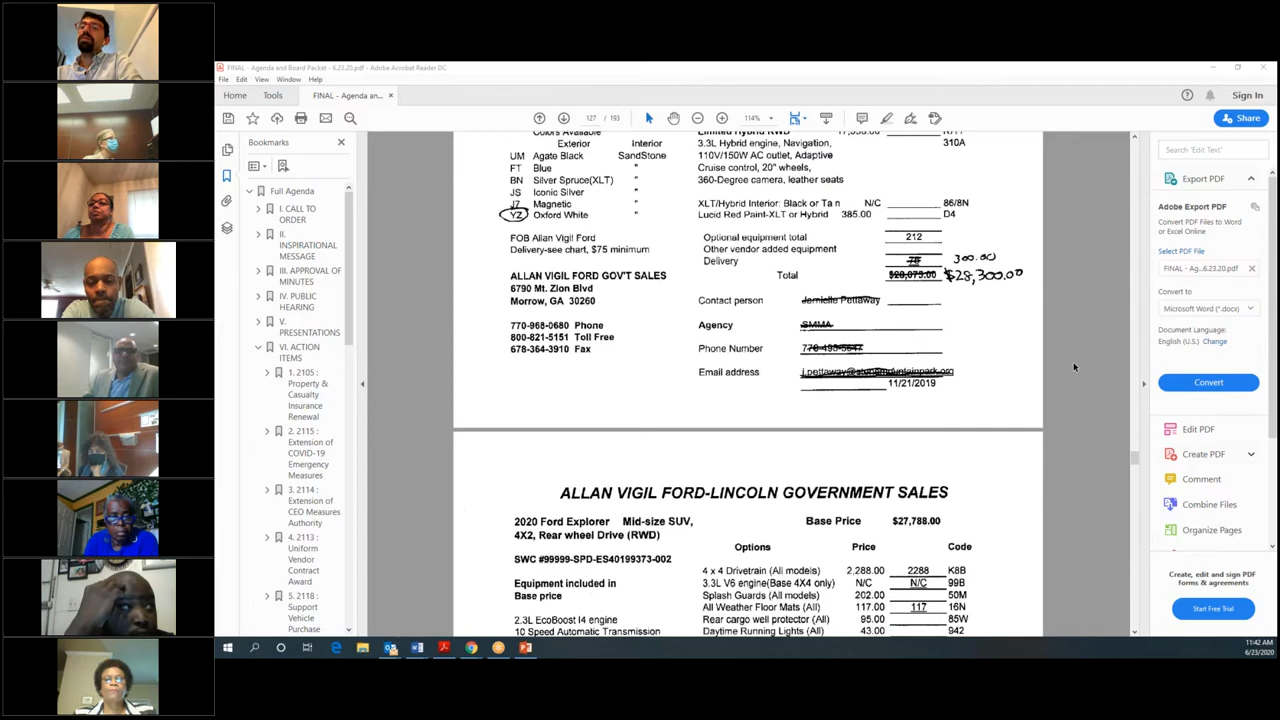 FINAL - Agenda and Board Packet - 6.23.20.pdf - Adobe Acrobat Reader DC
File Edit View Window Help
Home Tools FINAL - Agenda an... × Sign In
127 / 193 114% Share
Bookmarks
Full Agenda
I. CALL TO
ORDER
II.
INSPIRATIONAL
MESSAGE
III. APPROVAL OF
MINUTES
IV. PUBLIC
HEARING
V.
PRESENTATIONS
VI. ACTION
ITEMS
1. 2105 :
Property &
Casualty
Insurance
Renewal
2. 2115 :
Extension of
COVID-19
Emergency
Measures
3. 2114 :
Extension of
CEO Measures
Authority
4. 2113 :
Uniform
Vendor
Contract
Award
5. 2118 :
Support
Vehicle
Purchase
Colors Available
Exterior Interior
UM Agate Black SandStone
FT Blue "
BN Silver Spruce(XLT) "
JS Iconic Silver "
J7 Magnetic "
YZ Oxford White "
FOB Allan Vigil Ford
Delivery-see chart, $75 minimum
ALLAN VIGIL FORD GOV'T SALES
6790 Mt. Zion Blvd
Morrow, GA 30260
770-968-0680 Phone
800-821-5151 Toll Free
678-364-3910 Fax
Limited Hybrid RWD
3.3L Hybrid engine, Navigation, 310A
110V/150W AC outlet, Adaptive
Cruise control, 20" wheels,
360-Degree camera, leather seats
XLT/Hybrid Interior: Black or Tan N/C 86/8N
Lucid Red Paint-XLT or Hybrid 385.00 D4
Optional equipment total 212
Other vendor added equipment
Delivery 78 300.00
Total $28,075.00 $28,300.00
Contact person Jamielle Pettaway
Agency SMMA
Phone Number
Email address
11/21/2019
ALLAN VIGIL FORD-LINCOLN GOVERNMENT SALES
2020 Ford Explorer Mid-size SUV, Base Price $27,788.00
4X2, Rear wheel Drive (RWD)
SWC #99999-SPD-ES40199373-002
Equipment included in
Base price
2.3L EcoBoost I4 engine
10 Speed Automatic Transmission
Options Price Code
4 x 4 Drivetrain (All models) 2,288.00 2288 K8B
3.3L V6 engine(Base 4X4 only) N/C N/C 99B
Splash Guards (All models) 202.00 50M
All Weather Floor Mats (All) 117.00 117 16N
Rear cargo well protector (All) 95.00 85W
Daytime Running Lights (All) 43.00 942
Search 'Edit Text'
Export PDF
Adobe Export PDF
Convert PDF Files to Word
or Excel Online
Select PDF File
FINAL - Ag...6.23.20.pdf ×
Convert to
Microsoft Word (*.docx)
Document Language:
English (U.S.) Change
Convert
Edit PDF
Create PDF
Comment
Combine Files
Organize Pages
Create, edit and sign PDF
forms & agreements
Start Free Trial
11:42 AM
6/23/2020